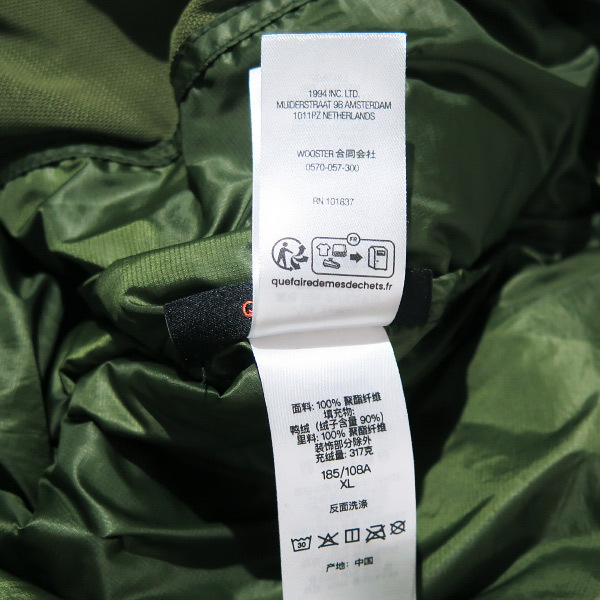 1994 INC. LTD.
MUIDERSTRAAT 9B AMSTERDAM
1011PZ NETHERLANDS
WOOSTER 合同会社
0570-057-300
RN 101837
FR
quefairedemesdechets.fr
面料: 100% 聚酯纤维
填充物:
鸭绒（绒子含量 90%）
里料: 100% 聚酯纤维
装饰部分除外
充绒量: 317克
185/108A
XL
反面洗涤
30
产地: 中国